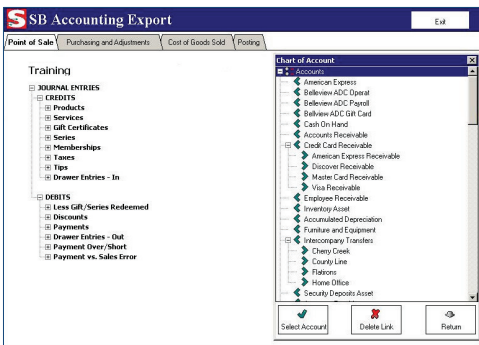 SB Accounting Export
Exit
Point of Sale
Purchasing and Adjustments
Cost of Goods Sold
Posting
Training
JOURNAL ENTRIES
CREDITS
Products
Services
Gift Certificates
Series
Memberships
Taxes
Tips
Drawer Entries - In
DEBITS
Less Gift/Series Redeemed
Discounts
Payments
Drawer Entries - Out
Payment Over/Short
Payment vs. Sales Error
Chart of Account
Accounts
American Express
Belleview ADC Operat
Belleview ADC Payroll
Bellview ADC Gift Card
Cash On Hand
Accounts Receivable
Credit Card Receivable
American Express Receivable
Discover Receivable
Master Card Receivable
Visa Receivable
Employee Receivable
Inventory Asset
Accumulated Depreciation
Furniture and Equipment
Intercompany Transfers
Cherry Creek
County Line
Flatirons
Home Office
Security Deposits Asset
Select Account
Delete Link
Return